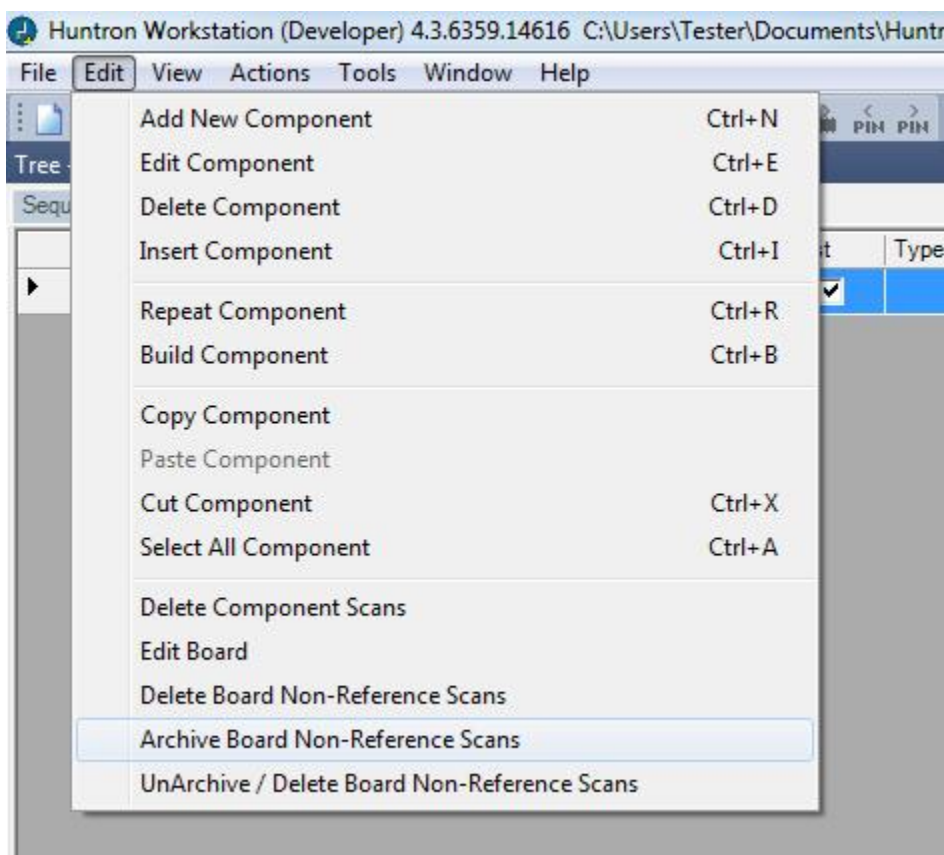 Huntron Workstation (Developer) 4.3.6359.14616 C:\Users\Tester\Documents\Huntr
File Edit View Actions Tools Window Help
Add New Component Ctrl+N
PIN PIN
Tree -
Edit Component Ctrl+E
Sequ
Delete Component Ctrl+D
Insert Component Ctrl+I
st Type
Repeat Component Ctrl+R
Build Component Ctrl+B
Copy Component
Paste Component
Cut Component Ctrl+X
Select All Component Ctrl+A
Delete Component Scans
Edit Board
Delete Board Non-Reference Scans
Archive Board Non-Reference Scans
UnArchive / Delete Board Non-Reference Scans